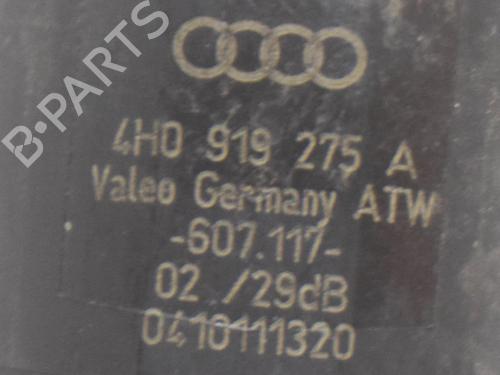 B-PARTS
4H0 919 275 A
Valeo Germany ATW
-607.117-
02 /29dB
0410111320